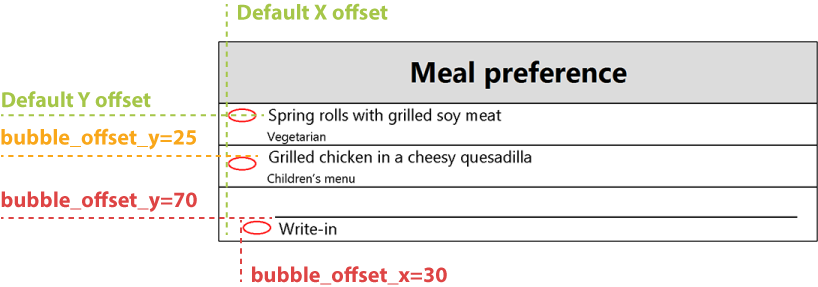 Default X offset
Meal preference
Default Y offset
Spring rolls with grilled soy meat
bubble_offset_y=25
Vegetarian
Grilled chicken in a cheesy quesadilla
Children's menu
bubble_offset_y=70
Write-in
bubble_offset_x=30